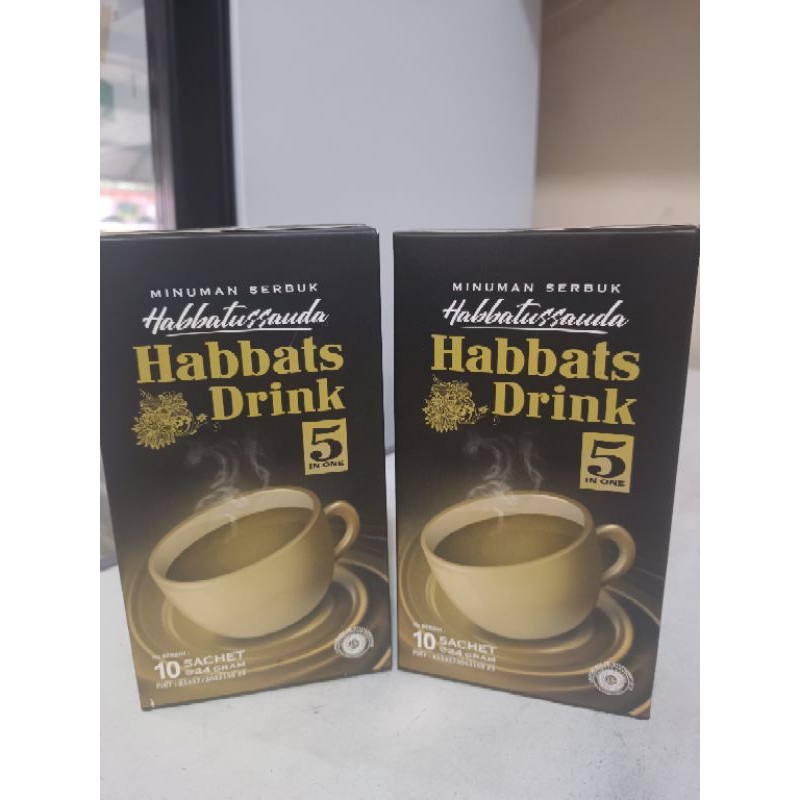 MINUMAN SERBUK
Habbatussauda
Habbats
Drink
5
IN ONE
10 SACHET
@24 GRAM
MINUMAN SERBUK
Habbatussauda
Habbats
Drink
5
IN ONE
10 SACHET
@24 GRAM